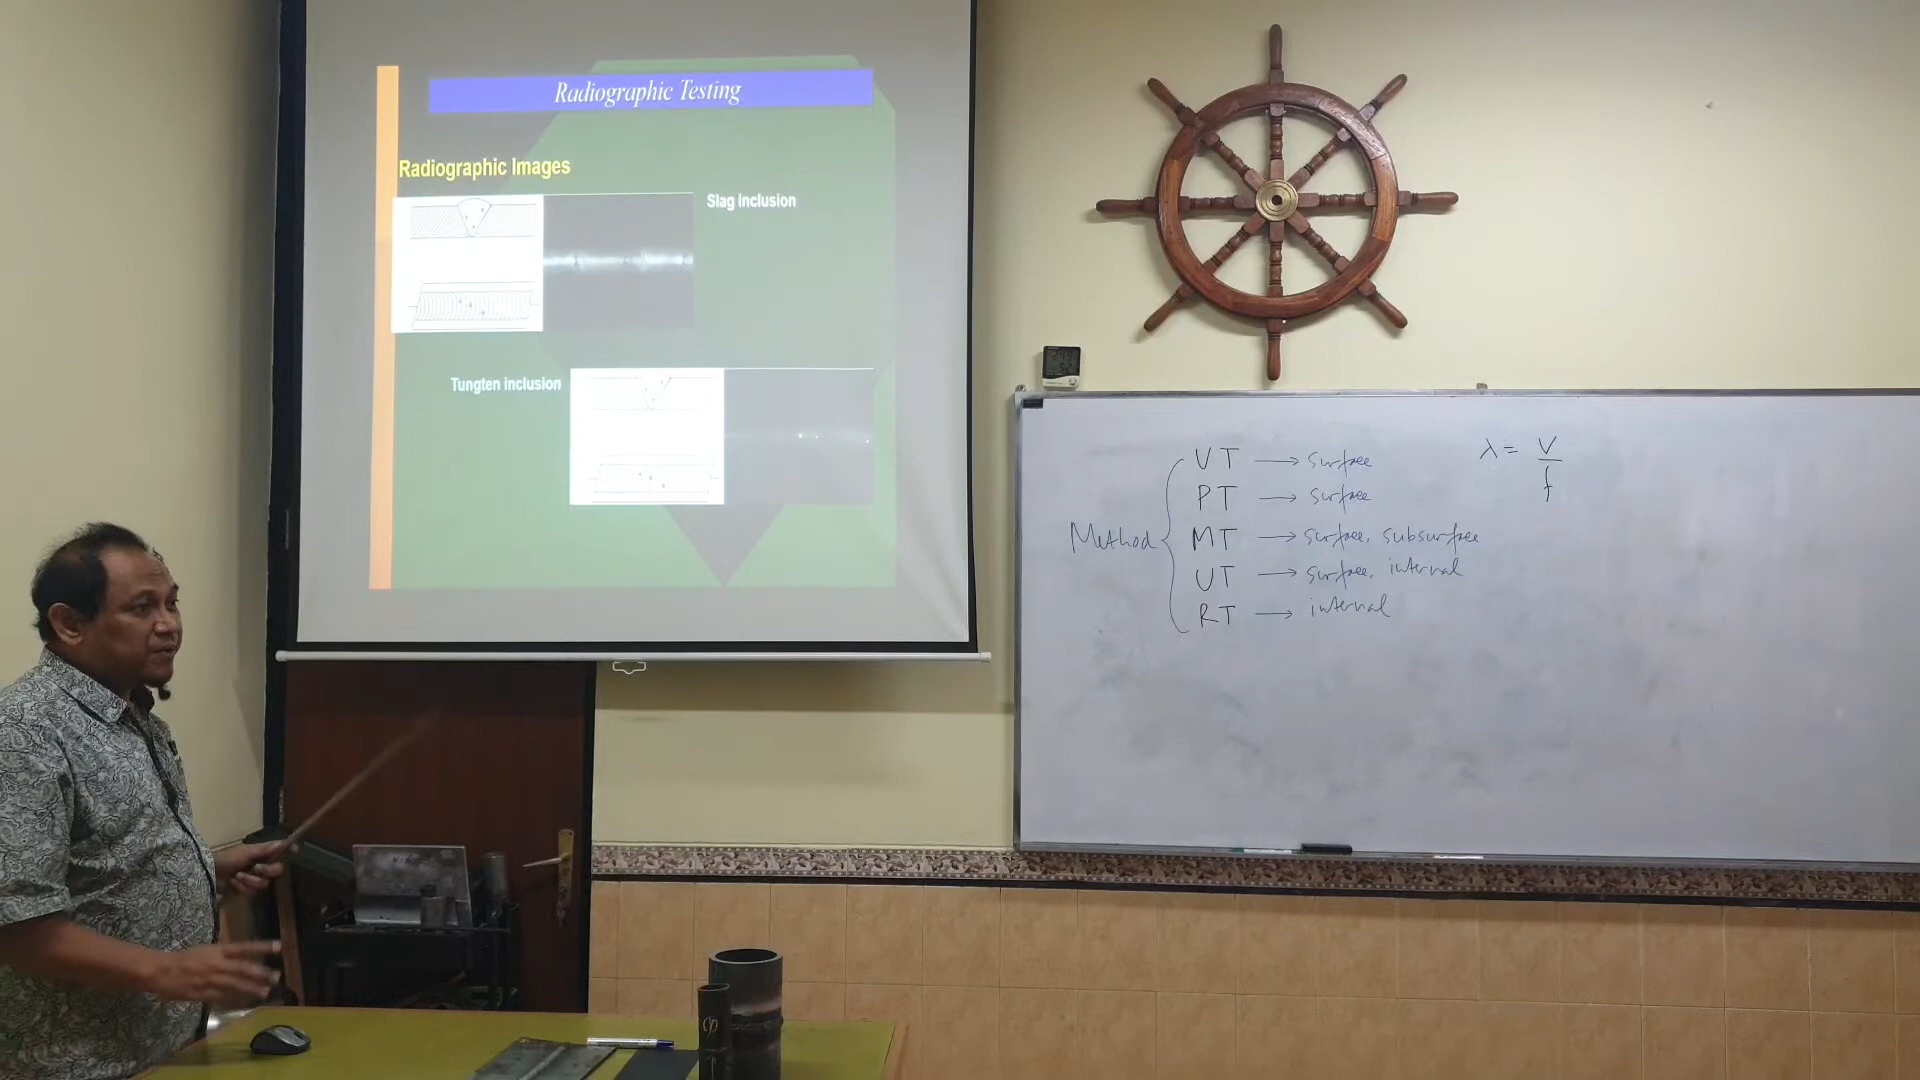 Radiographic Testing
Radiographic Images
Slag inclusion
Tungten inclusion
Method
VT → surface
PT → surface
MT → surface, subsurface
UT → surface, internal
RT → internal
λ = V/f